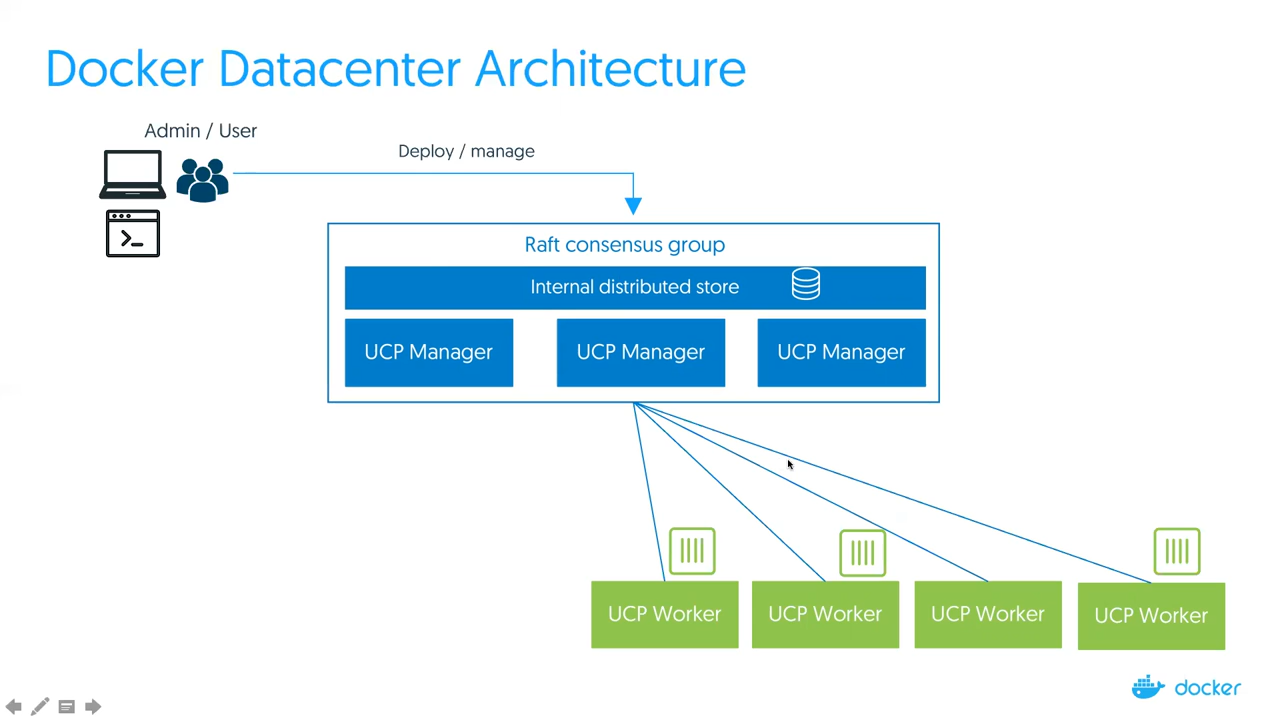 Docker Datacenter Architecture
Admin / User
Deploy / manage
>_
Raft consensus group
Internal distributed store
UCP Manager
UCP Manager
UCP Manager
UCP Worker
UCP Worker
UCP Worker
UCP Worker
docker